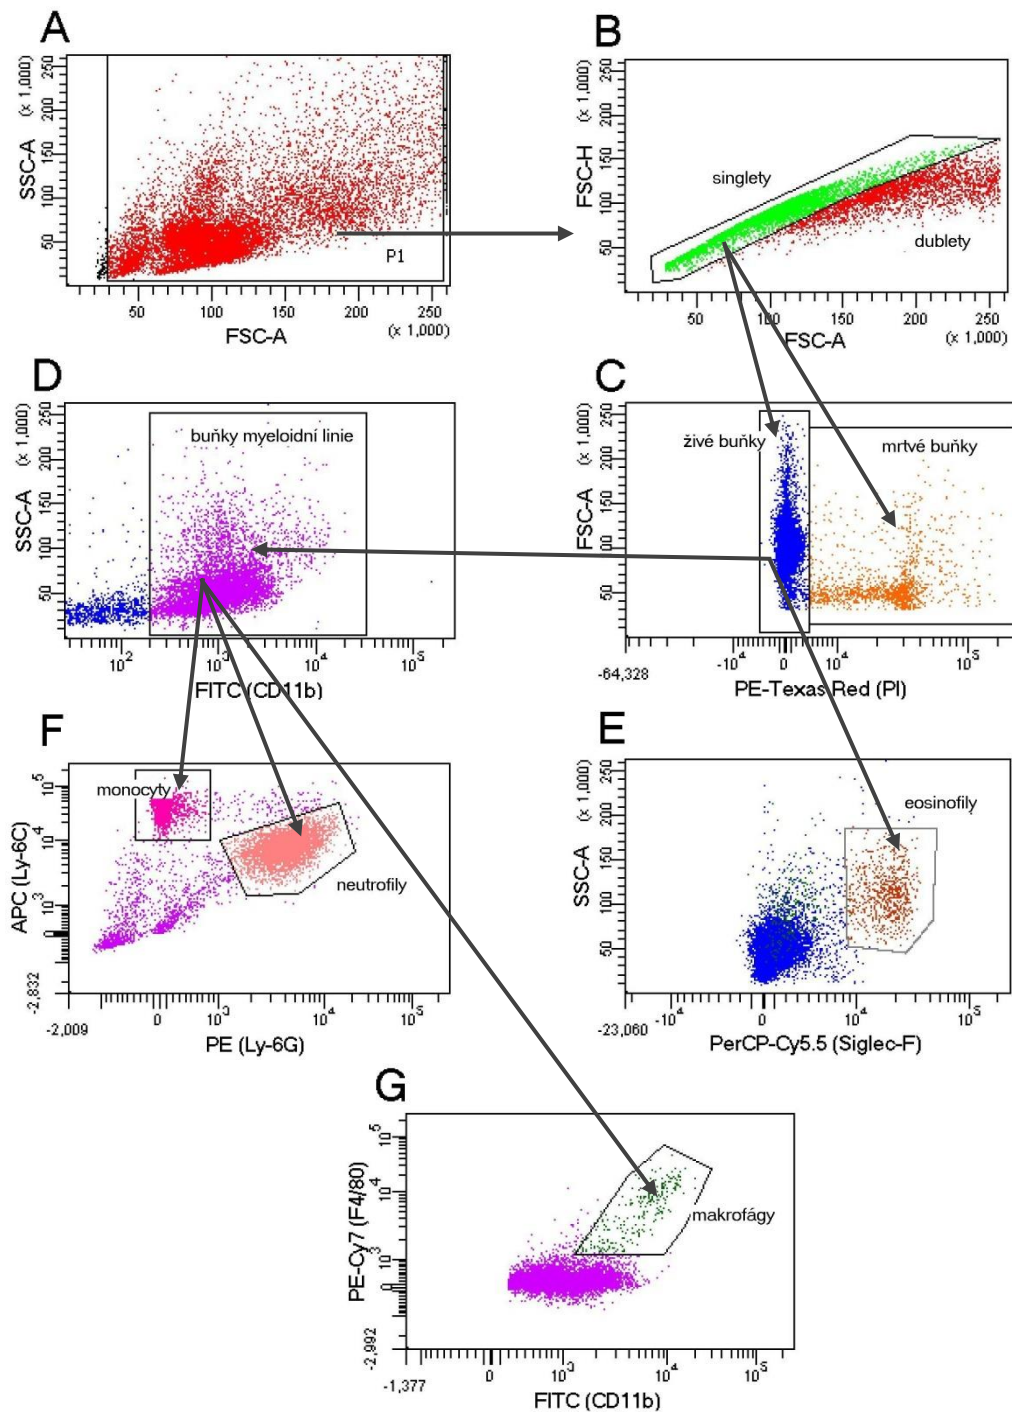 A
SSC-A
(x 1,000)
50
100
150
200
250
P1
50
100
150
200
250
(x 1,000)
FSC-A
B
FSC-H
(x 1,000)
50
100
150
200
250
singlety
dublety
50
100
150
200
250
(x 1,000)
FSC-A
D
SSC-A
(x 1,000)
50
100
150
200
250
buňky myeloidní linie
10²
10³
10⁴
10⁵
FITC (CD11b)
C
FSC-A
(x 1,000)
50
100
150
200
250
živé buňky
mrtvé buňky
-64,328
-10⁴
0
10⁴
10⁵
PE-Texas Red (PI)
F
APC (Ly-6C)
-2,832
0
10³
10⁴
10⁵
monocyty
neutrofily
-2,009
0
10³
10⁴
10⁵
PE (Ly-6G)
E
SSC-A
(x 1,000)
50
100
150
200
250
eosinofily
-23,060
-10⁴
0
10⁴
10⁵
PerCP-Cy5.5 (Siglec-F)
G
PE-Cy7 (F4/80)
-2,992
0
10³
10⁴
10⁵
makrofágy
-1,377
0
10³
10⁴
10⁵
FITC (CD11b)